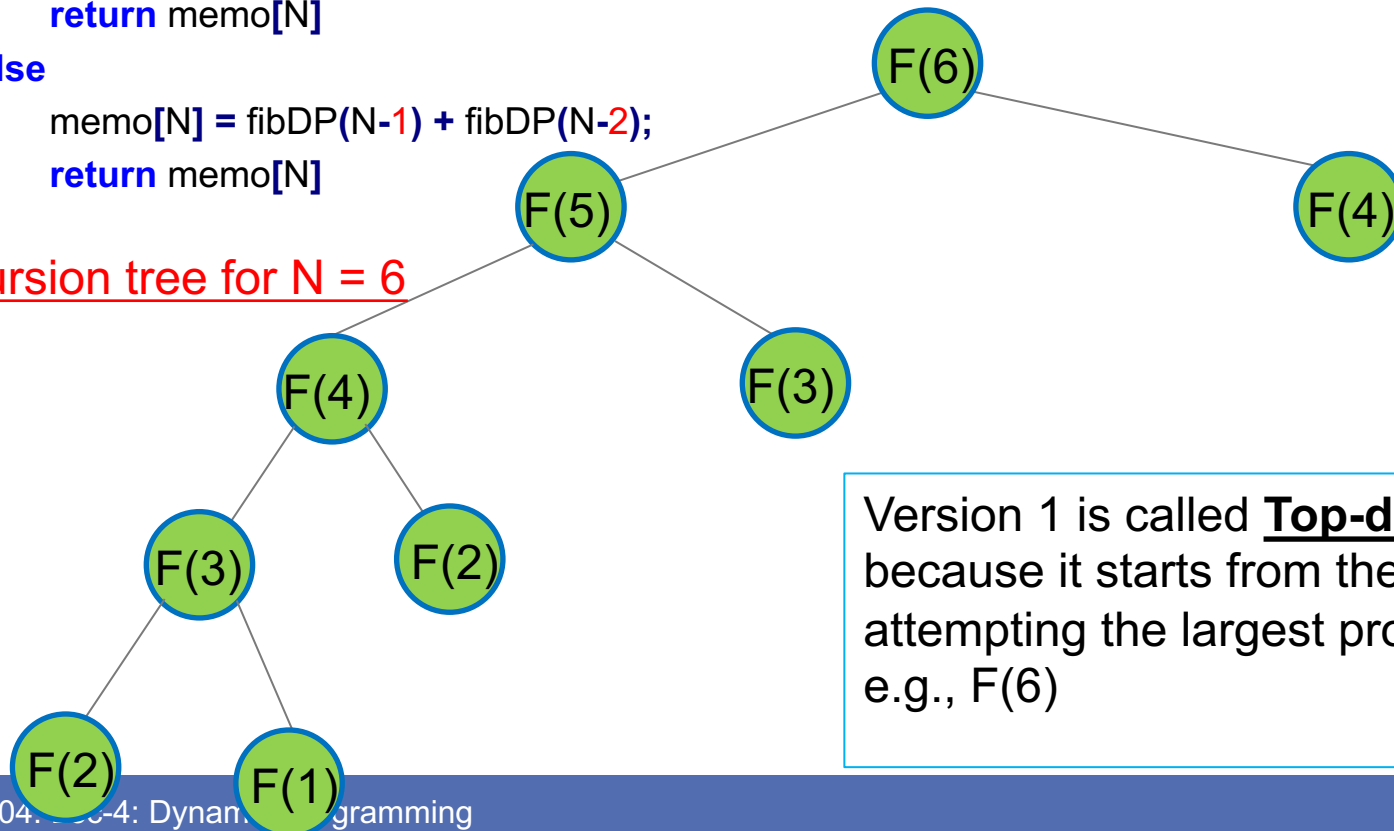 return memo[N]
lse
memo[N] = fibDP(N-1) + fibDP(N-2);
return memo[N]
ursion tree for N = 6
F(6)
F(5)
F(4)
F(4)
F(3)
F(3)
F(2)
F(2)
F(1)
Version 1 is called Top-d
because it starts from the
attempting the largest pro
e.g., F(6)
04: -4: Dynam gramming